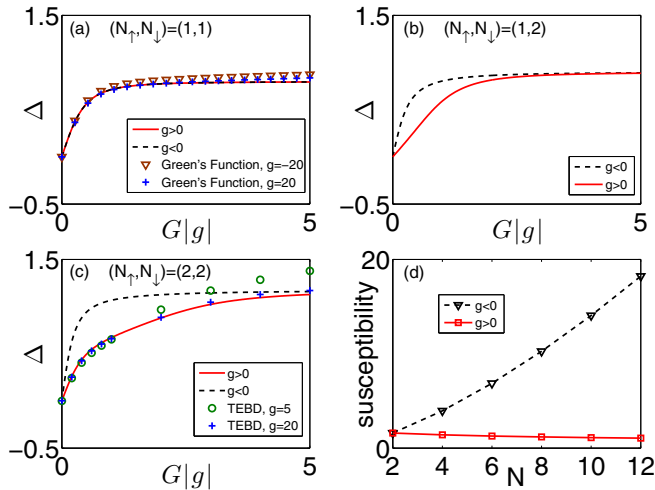 1.5
(a) (N↑,N↓)=(1,1)
Δ
g>0
g<0
Green's Function, g=−20
Green's Function, g=20
−0.5
0
5
G|g|
1.5
(b) (N↑,N↓)=(1,2)
Δ
g<0
g>0
−0.5
0
5
G|g|
1.5
(c) (N↑,N↓)=(2,2)
Δ
g>0
g<0
TEBD, g=5
TEBD, g=20
−0.5
0
5
G|g|
20
(d)
susceptibility
g<0
g>0
0
2 4 6 8 10 12
N